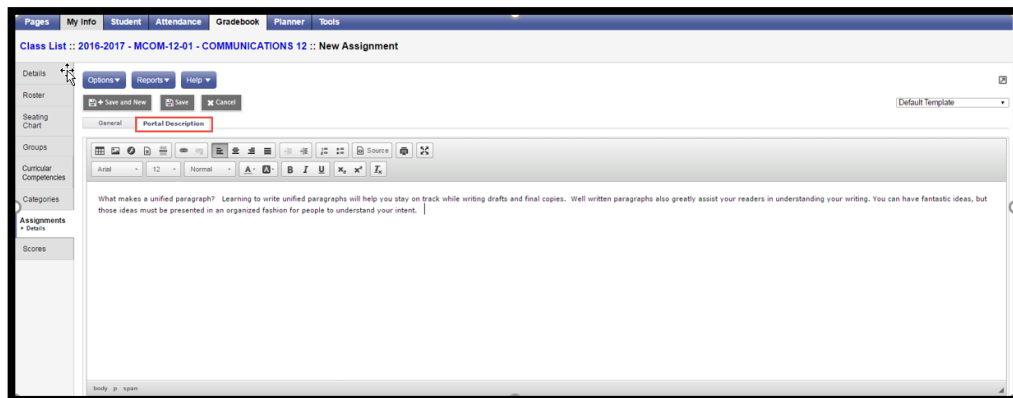 Pages My Info Student Attendance Gradebook Planner Tools
Class List :: 2016-2017 - MCOM-12-01 - COMMUNICATIONS 12 :: New Assignment
Details
Roster
Seating
Chart
Groups
Curricular
Competencies
Categories
Assignments
Details
Scores
Options Reports Help
+ Save and New Save Cancel
Default Template
General Portal Description
Source
Arial 12 Normal A A B I U x₂ x² Tx
What makes a unified paragraph? Learning to write unified paragraphs will help you stay on track while writing drafts and final copies. Well written paragraphs also greatly assist your readers in understanding your writing. You can have fantastic ideas, but
those ideas must be presented in an organized fashion for people to understand your intent.
body p span